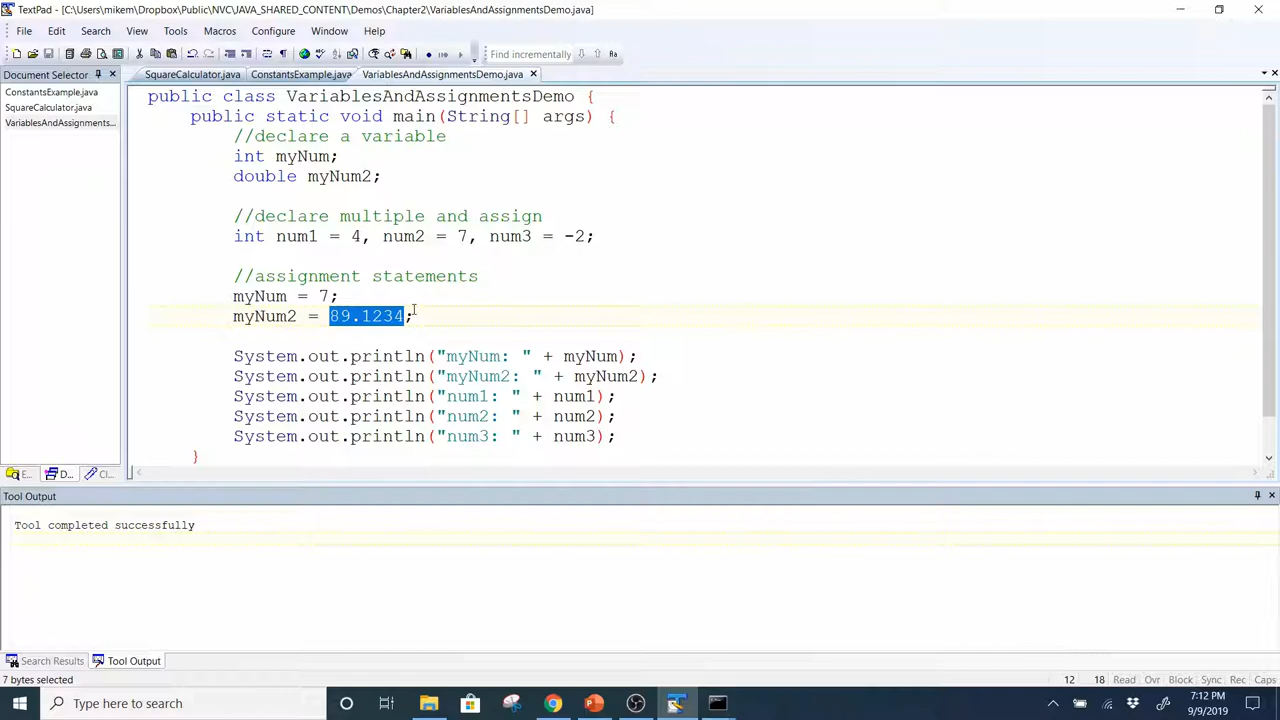 TextPad - [C:\Users\mikem\Dropbox\Public\NVC\JAVA_SHARED_CONTENT\Demos\Chapter2\VariablesAndAssignmentsDemo.java]
File Edit Search View Tools Macros Configure Window Help
Find incrementally
Document Selector
SquareCalculator.java ConstantsExample.java VariablesAndAssignmentsDemo.java
ConstantsExample.java
SquareCalculator.java
VariablesAndAssignments...
public class VariablesAndAssignmentsDemo {
public static void main(String[] args) {
//declare a variable
int myNum;
double myNum2;
//declare multiple and assign
int num1 = 4, num2 = 7, num3 = -2;
//assignment statements
myNum = 7;
myNum2 = 89.1234;
System.out.println("myNum: " + myNum);
System.out.println("myNum2: " + myNum2);
System.out.println("num1: " + num1);
System.out.println("num2: " + num2);
System.out.println("num3: " + num3);
}
E... D... Cl...
Tool Output
Tool completed successfully
Search Results Tool Output
7 bytes selected
12 18 Read Ovr Block Sync Rec Caps
Type here to search
7:12 PM
9/9/2019